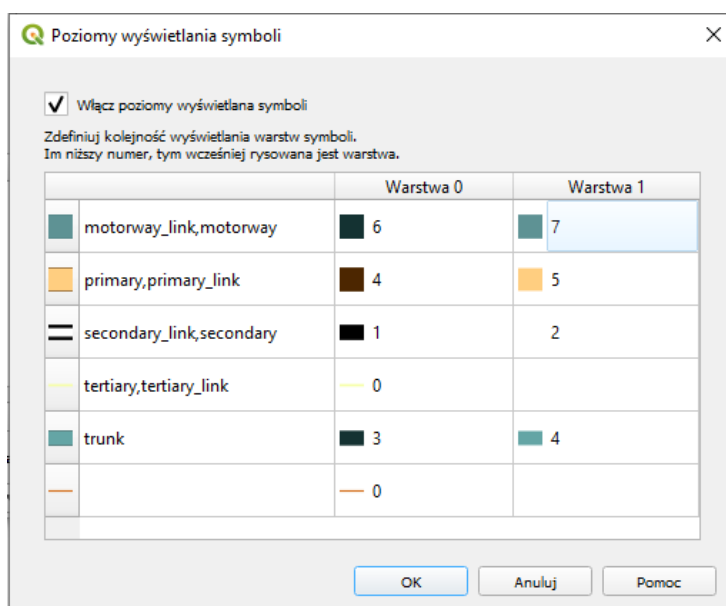 Poziomy wyświetlania symboli
Włącz poziomy wyświetlana symboli
Zdefiniuj kolejność wyświetlania warstw symboli.
Im niższy numer, tym wcześniej rysowana jest warstwa.
Warstwa 0 Warstwa 1
motorway_link,motorway 6 7
primary,primary_link 4 5
secondary_link,secondary 1 2
tertiary,tertiary_link 0
trunk 3 4
0
OK Anuluj Pomoc